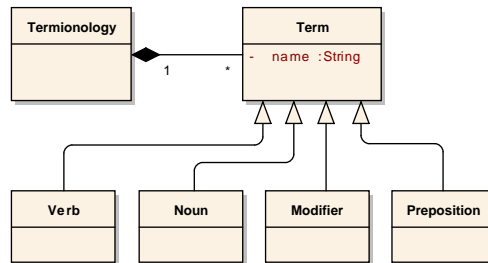 Termionology
Term
- name :String
1
*
Verb
Noun
Modifier
Preposition